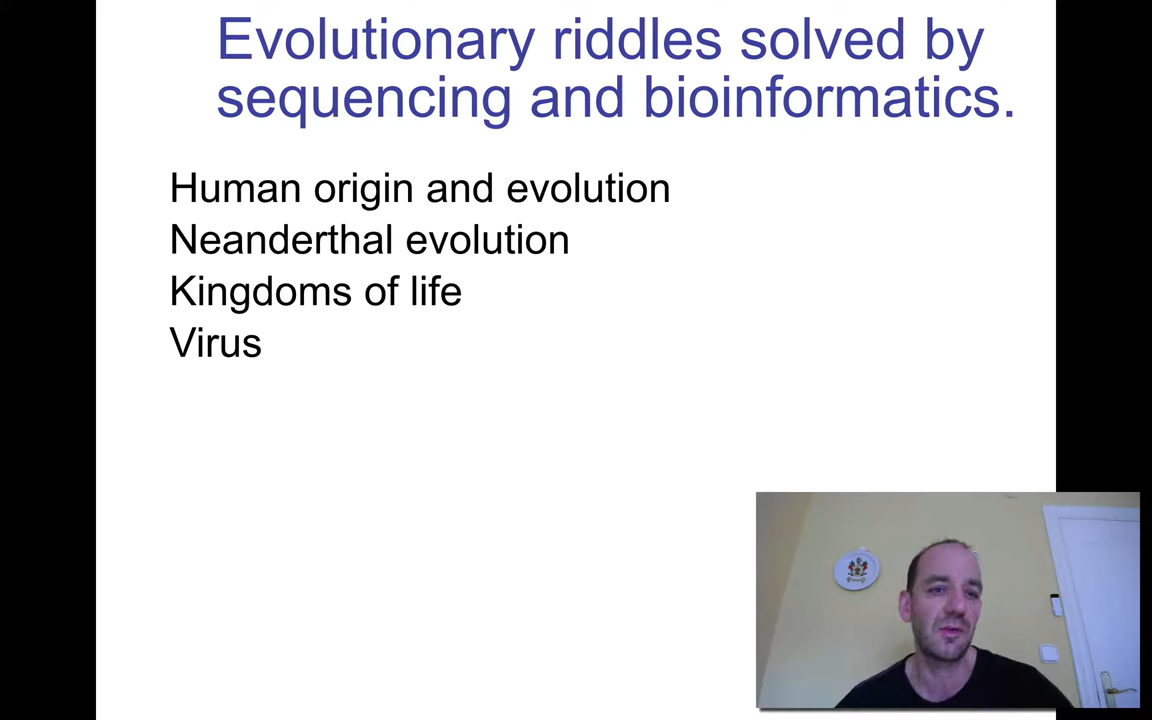 Evolutionary riddles solved by
sequencing and bioinformatics.
Human origin and evolution
Neanderthal evolution
Kingdoms of life
Virus